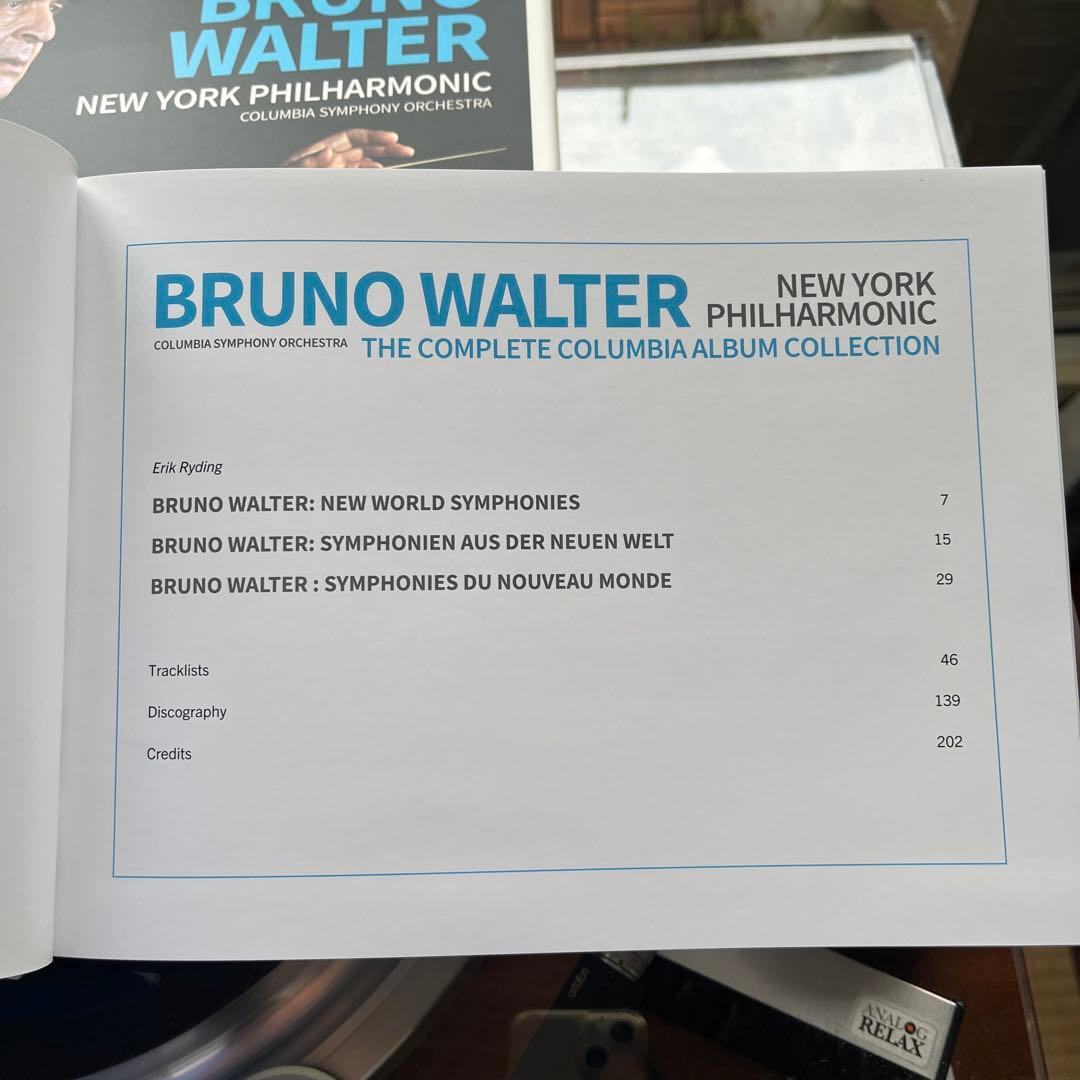 BRUNO
WALTER
NEW YORK PHILHARMONIC
COLUMBIA SYMPHONY ORCHESTRA
BRUNO WALTER NEW YORK PHILHARMONIC
COLUMBIA SYMPHONY ORCHESTRA THE COMPLETE COLUMBIA ALBUM COLLECTION
Erik Ryding
BRUNO WALTER: NEW WORLD SYMPHONIES 7
BRUNO WALTER: SYMPHONIEN AUS DER NEUEN WELT 15
BRUNO WALTER : SYMPHONIES DU NOUVEAU MONDE 29
Tracklists 46
Discography 139
Credits 202
ortofon
ANALOG
RELAX